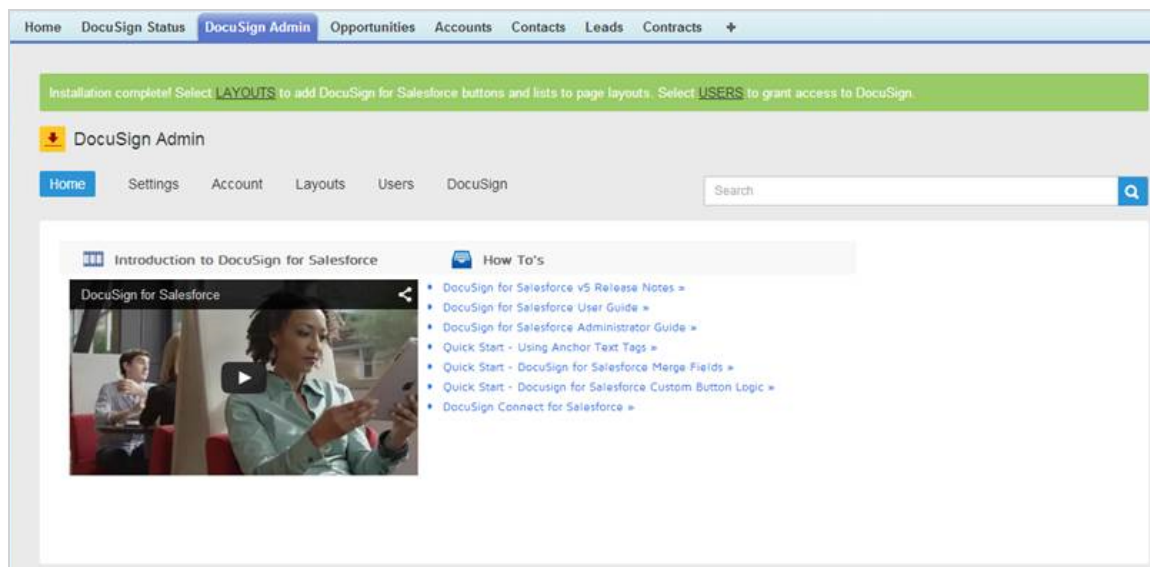 Home DocuSign Status DocuSign Admin Opportunities Accounts Contacts Leads Contracts +
Installation complete! Select LAYOUTS to add DocuSign for Salesforce buttons and lists to page layouts. Select USERS to grant access to DocuSign.
DocuSign Admin
Home Settings Account Layouts Users DocuSign
Search
Introduction to DocuSign for Salesforce
How To's
DocuSign for Salesforce
DocuSign for Salesforce v5 Release Notes »
DocuSign for Salesforce User Guide »
DocuSign for Salesforce Administrator Guide »
Quick Start - Using Anchor Text Tags »
Quick Start - DocuSign for Salesforce Merge Fields »
Quick Start - Docusign for Salesforce Custom Button Logic »
DocuSign Connect for Salesforce »